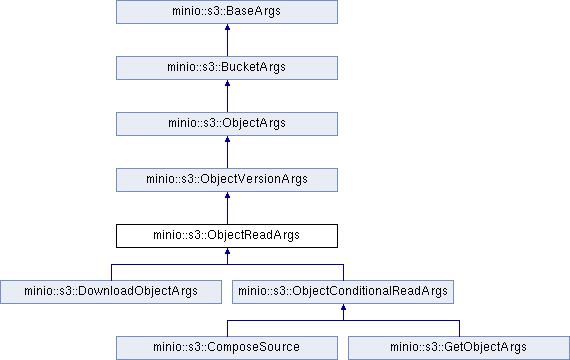 minio::s3::BaseArgs
minio::s3::BucketArgs
minio::s3::ObjectArgs
minio::s3::ObjectVersionArgs
minio::s3::ObjectReadArgs
minio::s3::DownloadObjectArgs
minio::s3::ObjectConditionalReadArgs
minio::s3::ComposeSource
minio::s3::GetObjectArgs